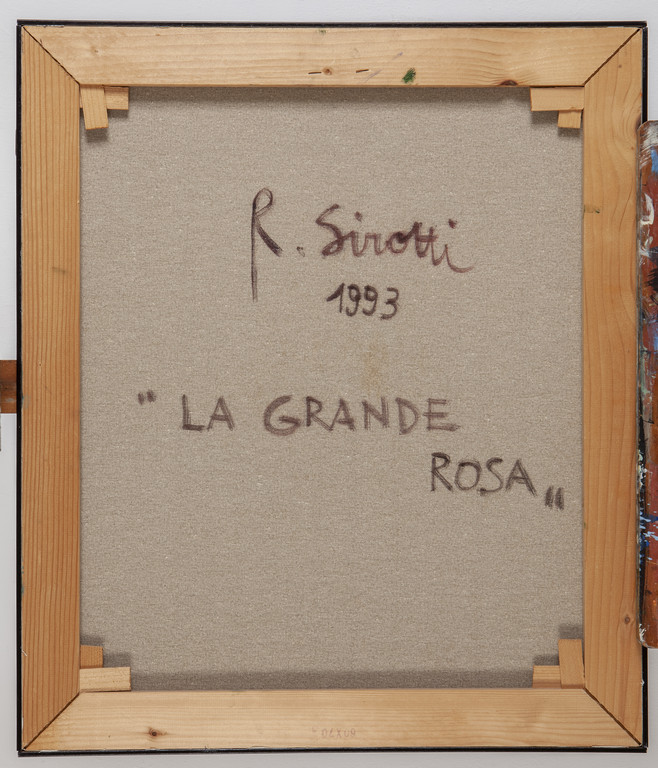 R. Sirotti
1993
" LA GRANDE
ROSA "